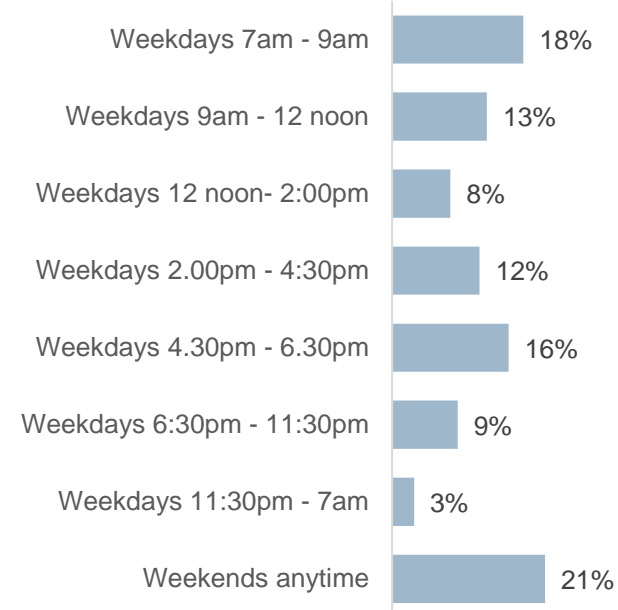 Weekdays 7am - 9am 18%
Weekdays 9am - 12 noon 13%
Weekdays 12 noon- 2:00pm 8%
Weekdays 2.00pm - 4:30pm 12%
Weekdays 4.30pm - 6.30pm 16%
Weekdays 6:30pm - 11:30pm 9%
Weekdays 11:30pm - 7am 3%
Weekends anytime 21%